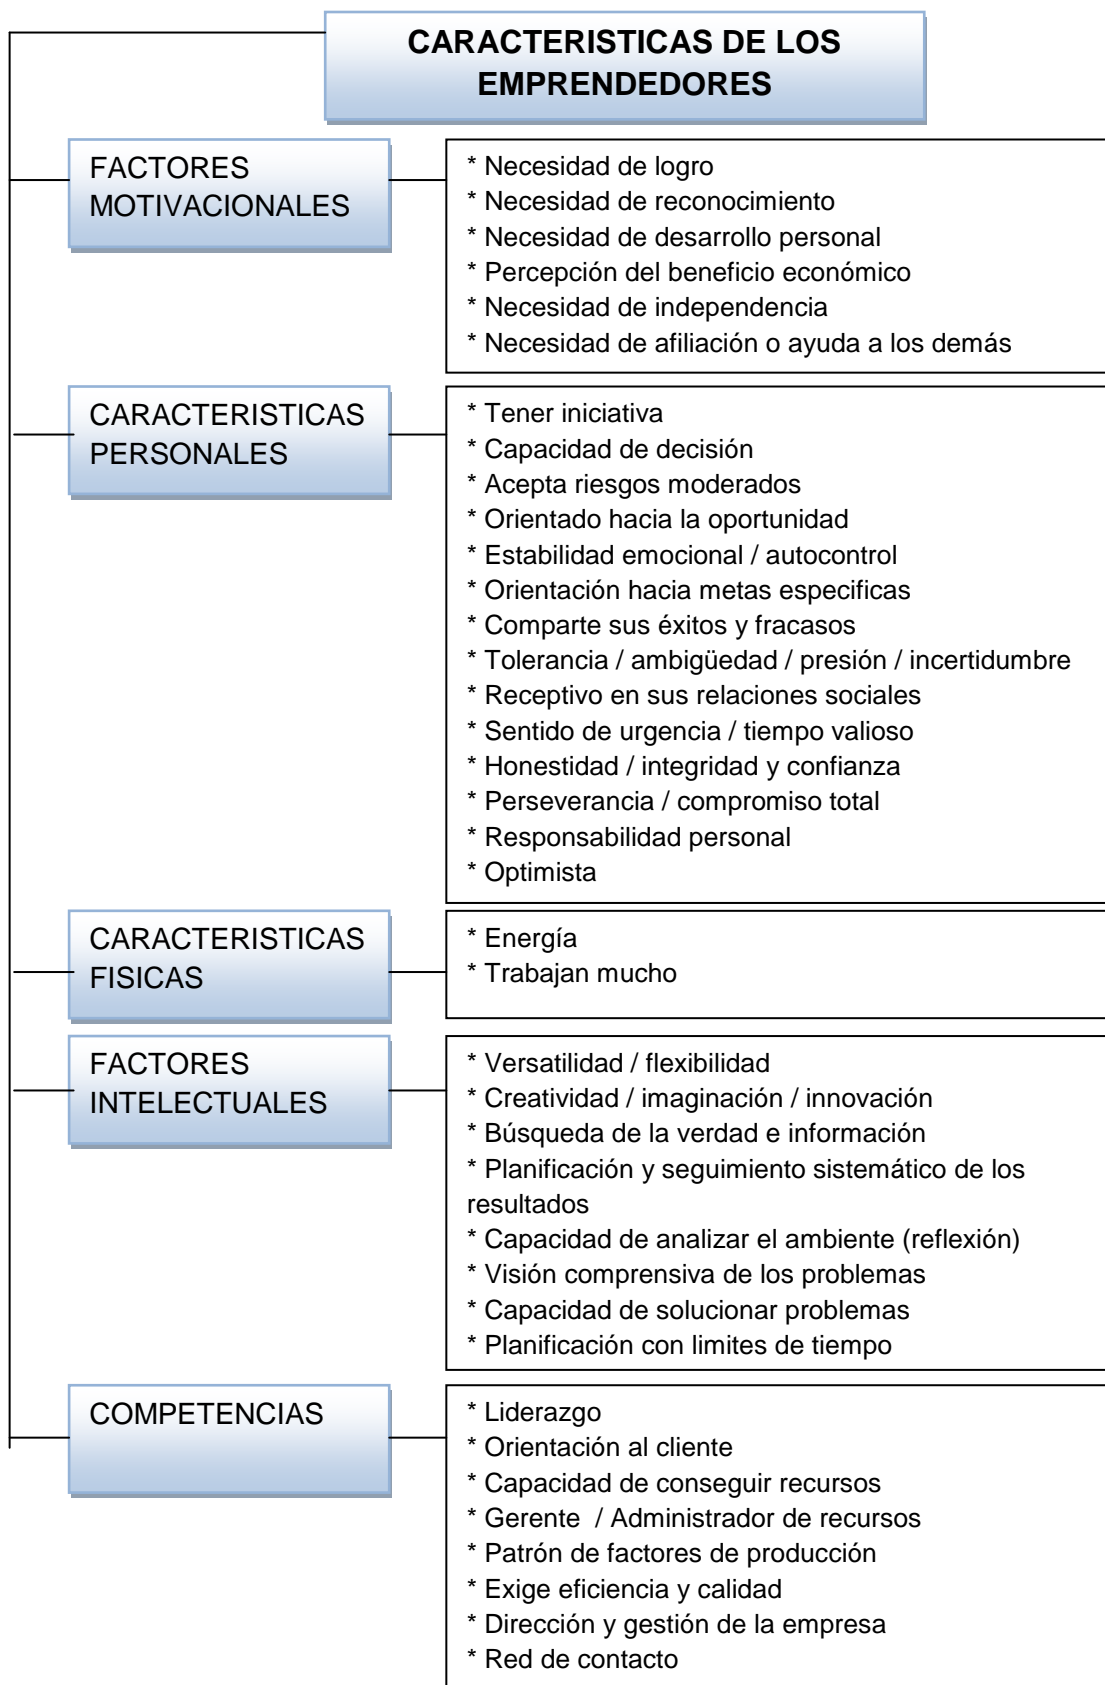 CARACTERISTICAS DE LOS
EMPRENDEDORES
FACTORES
MOTIVACIONALES
* Necesidad de logro
* Necesidad de reconocimiento
* Necesidad de desarrollo personal
* Percepción del beneficio económico
* Necesidad de independencia
* Necesidad de afiliación o ayuda a los demás
CARACTERISTICAS
PERSONALES
* Tener iniciativa
* Capacidad de decisión
* Acepta riesgos moderados
* Orientado hacia la oportunidad
* Estabilidad emocional / autocontrol
* Orientación hacia metas especificas
* Comparte sus éxitos y fracasos
* Tolerancia / ambigüedad / presión / incertidumbre
* Receptivo en sus relaciones sociales
* Sentido de urgencia / tiempo valioso
* Honestidad / integridad y confianza
* Perseverancia / compromiso total
* Responsabilidad personal
* Optimista
CARACTERISTICAS
FISICAS
* Energía
* Trabajan mucho
FACTORES
INTELECTUALES
* Versatilidad / flexibilidad
* Creatividad / imaginación / innovación
* Búsqueda de la verdad e información
* Planificación y seguimiento sistemático de los
resultados
* Capacidad de analizar el ambiente (reflexión)
* Visión comprensiva de los problemas
* Capacidad de solucionar problemas
* Planificación con limites de tiempo
COMPETENCIAS
* Liderazgo
* Orientación al cliente
* Capacidad de conseguir recursos
* Gerente  / Administrador de recursos
* Patrón de factores de producción
* Exige eficiencia y calidad
* Dirección y gestión de la empresa
* Red de contacto